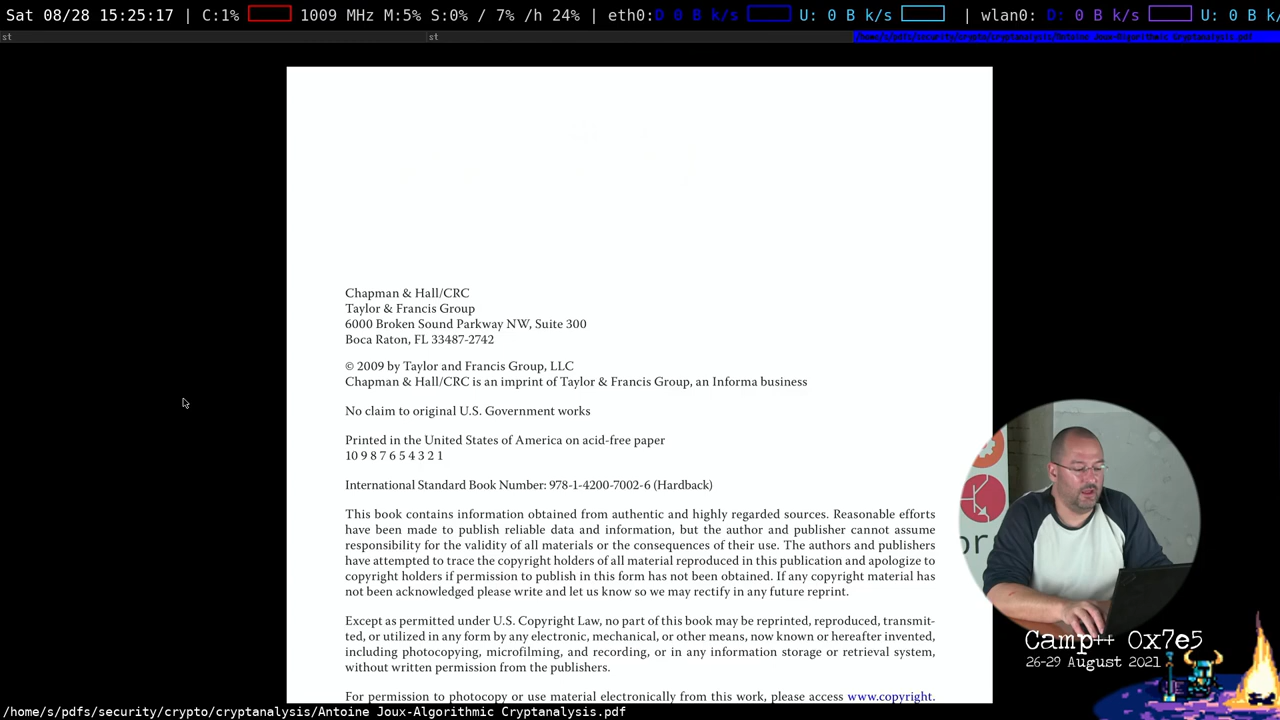 Sat 08/28 15:25:17 | C:1% 1009 MHz M:5% S:0% / 7% /h 24% | eth0:D 0 B k/s U: 0 B k/s | wlan0: D: 0 B k/s U: 0 B k/s
st
st
/home/s/pdfs/security/crypto/cryptanalysis/Antoine Joux-Algorithmic Cryptanalysis.pdf
Chapman & Hall/CRC
Taylor & Francis Group
6000 Broken Sound Parkway NW, Suite 300
Boca Raton, FL 33487-2742
© 2009 by Taylor and Francis Group, LLC
Chapman & Hall/CRC is an imprint of Taylor & Francis Group, an Informa business
No claim to original U.S. Government works
Printed in the United States of America on acid-free paper
10 9 8 7 6 5 4 3 2 1
International Standard Book Number: 978-1-4200-7002-6 (Hardback)
This book contains information obtained from authentic and highly regarded sources. Reasonable efforts
have been made to publish reliable data and information, but the author and publisher cannot assume
responsibility for the validity of all materials or the consequences of their use. The authors and publishers
have attempted to trace the copyright holders of all material reproduced in this publication and apologize to
copyright holders if permission to publish in this form has not been obtained. If any copyright material has
not been acknowledged please write and let us know so we may rectify in any future reprint.
Except as permitted under U.S. Copyright Law, no part of this book may be reprinted, reproduced, transmit-
ted, or utilized in any form by any electronic, mechanical, or other means, now known or hereafter invented,
including photocopying, microfilming, and recording, or in any information storage or retrieval system,
without written permission from the publishers.
For permission to photocopy or use material electronically from this work, please access www.copyright.
Camp++ 0x7e5
26-29 August 2021
/home/s/pdfs/security/crypto/cryptanalysis/Antoine Joux-Algorithmic Cryptanalysis.pdf